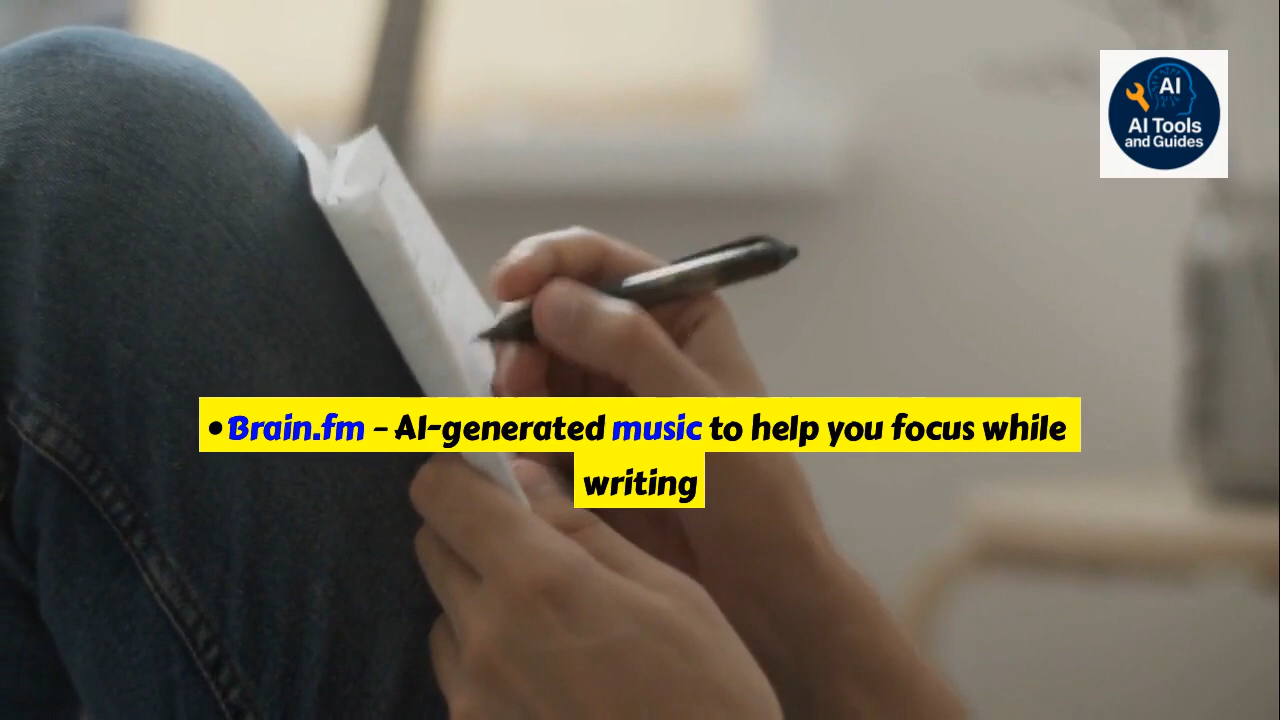 AI
AI Tools
and Guides
• Brain.fm – AI-generated music to help you focus while
writing